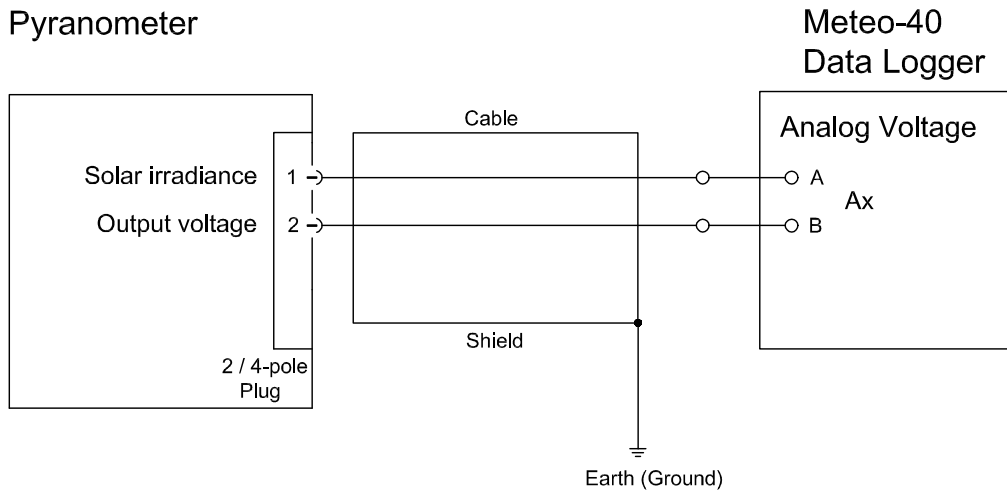 Pyranometer
Meteo-40
Data Logger
Cable
Analog Voltage
Solar irradiance 1
A
Ax
Output voltage 2
B
Shield
2 / 4-pole
Plug
Earth (Ground)